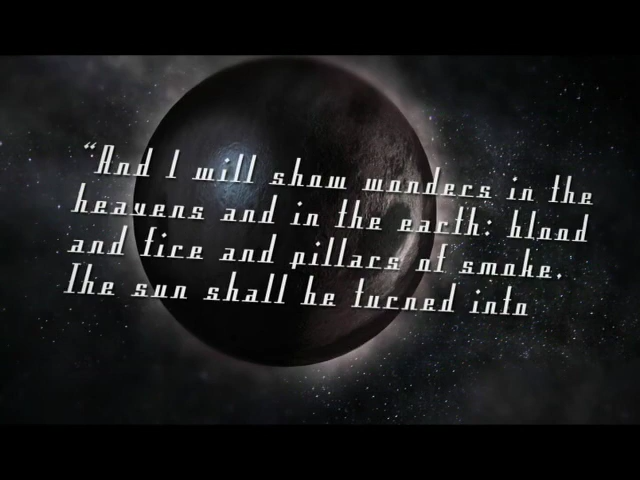 “And I will show wonders in the
heavens and in the earth: blood
and fire and pillars of smoke.
The sun shall be turned into